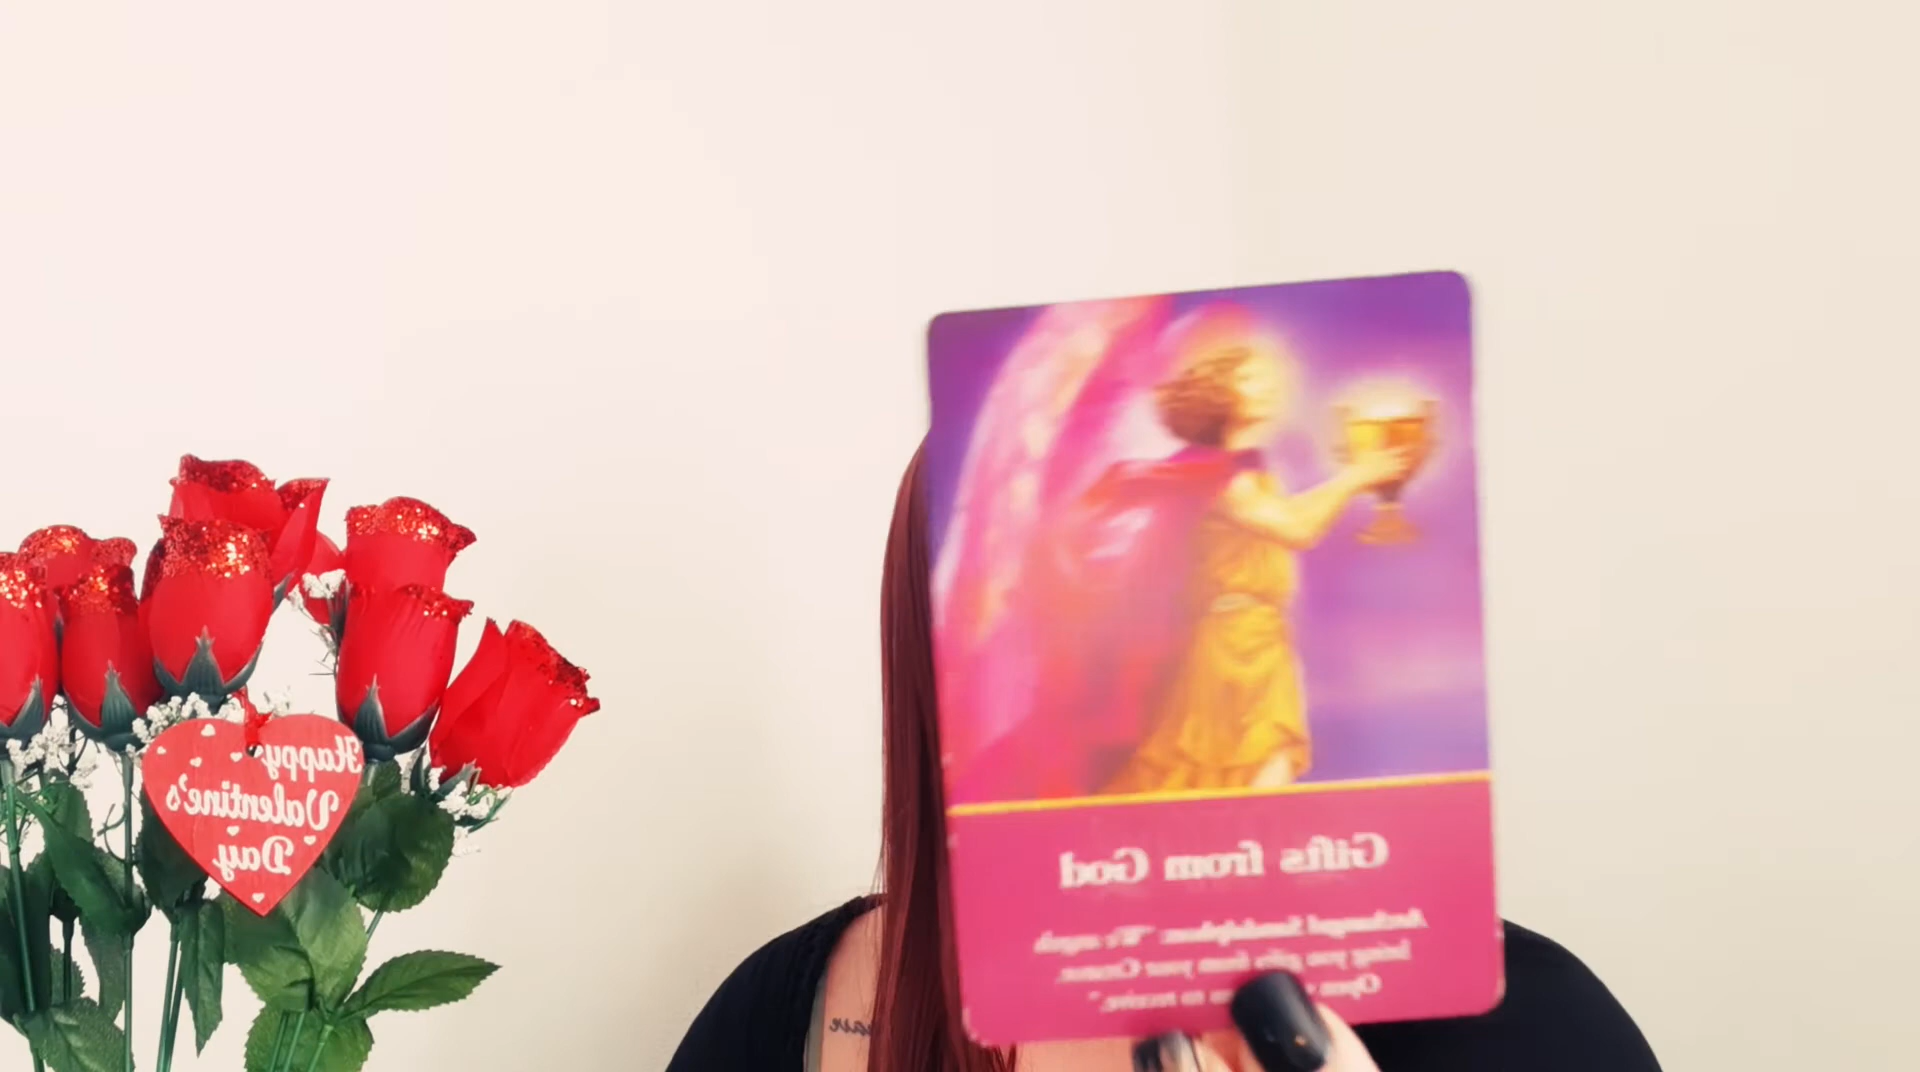 Happy
Valentine's
Day
Gifts from God
Archangel Sandalphon: "We angels
bring you gifts from your Creator.
Open to receive."